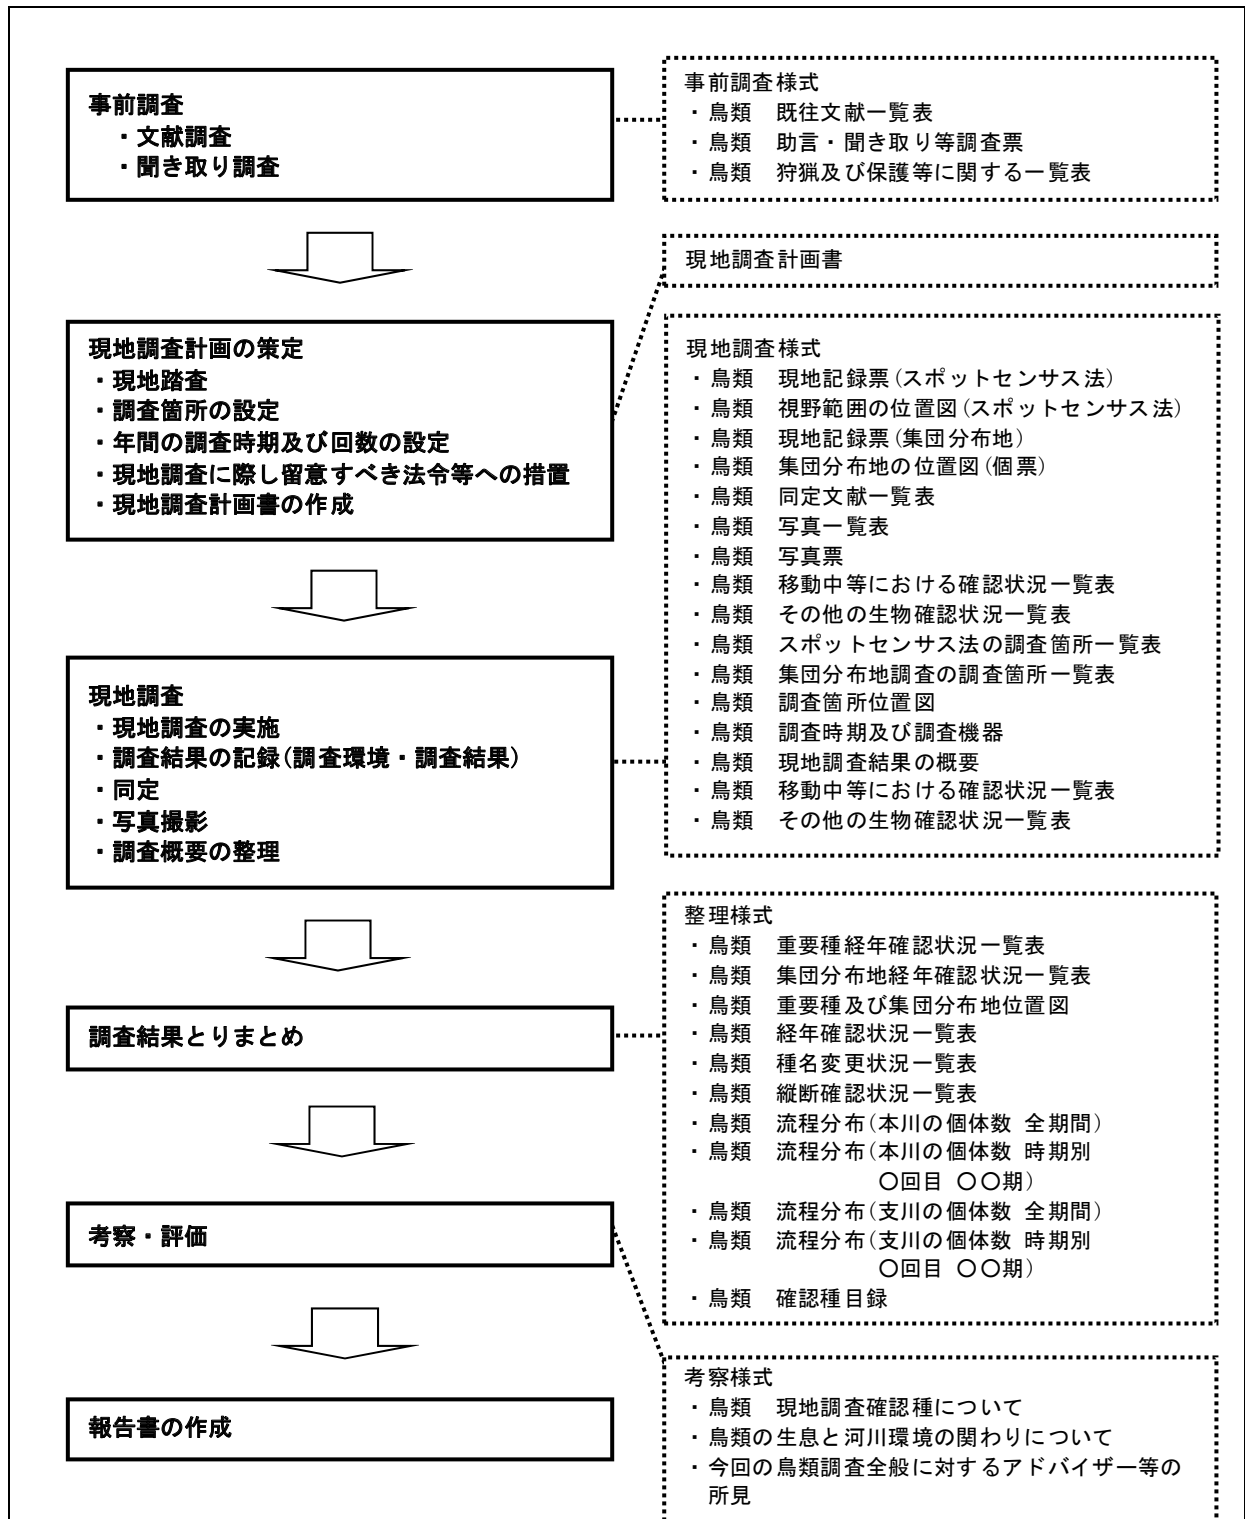 事前調査
・文献調査
・聞き取り調査
事前調査様式
・鳥類　既往文献一覧表
・鳥類　助言・聞き取り等調査票
・鳥類　狩猟及び保護等に関する一覧表
現地調査計画の策定
・現地踏査
・調査箇所の設定
・年間の調査時期及び回数の設定
・現地調査に際し留意すべき法令等への措置
・現地調査計画書の作成
現地調査計画書
現地調査
・現地調査の実施
・調査結果の記録(調査環境・調査結果)
・同定
・写真撮影
・調査概要の整理
現地調査様式
・鳥類　現地記録票(スポットセンサス法)
・鳥類　視野範囲の位置図(スポットセンサス法)
・鳥類　現地記録票(集団分布地)
・鳥類　集団分布地の位置図(個票)
・鳥類　同定文献一覧表
・鳥類　写真一覧表
・鳥類　写真票
・鳥類　移動中等における確認状況一覧表
・鳥類　その他の生物確認状況一覧表
・鳥類　スポットセンサス法の調査箇所一覧表
・鳥類　集団分布地調査の調査箇所一覧表
・鳥類　調査箇所位置図
・鳥類　調査時期及び調査機器
・鳥類　現地調査結果の概要
・鳥類　移動中等における確認状況一覧表
・鳥類　その他の生物確認状況一覧表
調査結果とりまとめ
整理様式
・鳥類　重要種経年確認状況一覧表
・鳥類　集団分布地経年確認状況一覧表
・鳥類　重要種及び集団分布地位置図
・鳥類　経年確認状況一覧表
・鳥類　種名変更状況一覧表
・鳥類　縦断確認状況一覧表
・鳥類　流程分布(本川の個体数 全期間)
・鳥類　流程分布(本川の個体数 時期別
〇回目 〇〇期)
・鳥類　流程分布(支川の個体数 全期間)
・鳥類　流程分布(支川の個体数 時期別
〇回目 〇〇期)
・鳥類　確認種目録
考察・評価
考察様式
・鳥類　現地調査確認種について
・鳥類の生息と河川環境の関わりについて
・今回の鳥類調査全般に対するアドバイザー等の
所見
報告書の作成